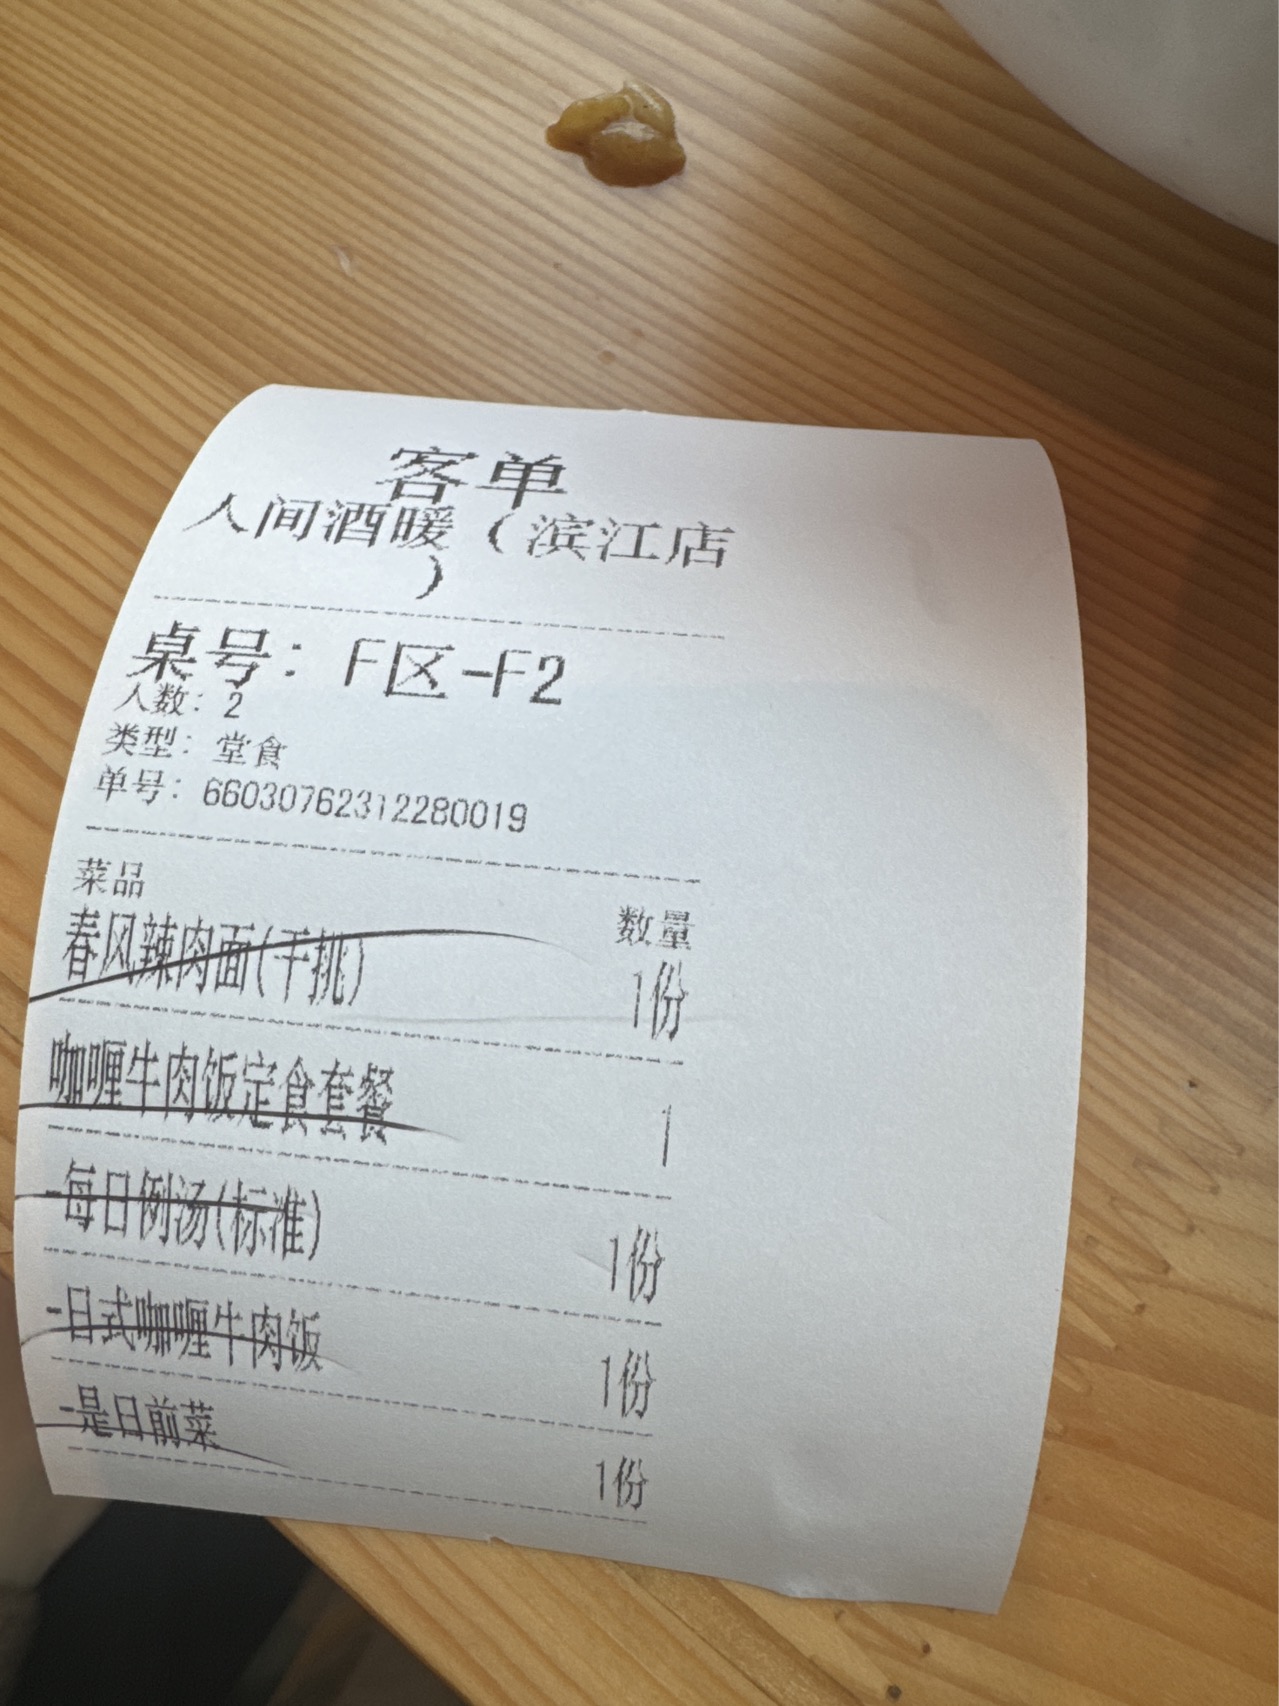 客单
人间酒暖（滨江店
）
桌号：F区-F2
人数：2
类型：堂食
单号：66030762312280019
菜品 数量
春风辣肉面(干挑) 1份
咖喱牛肉饭定食套餐 1
-每日例汤(标准) 1份
-日式咖喱牛肉饭 1份
-是日前菜 1份